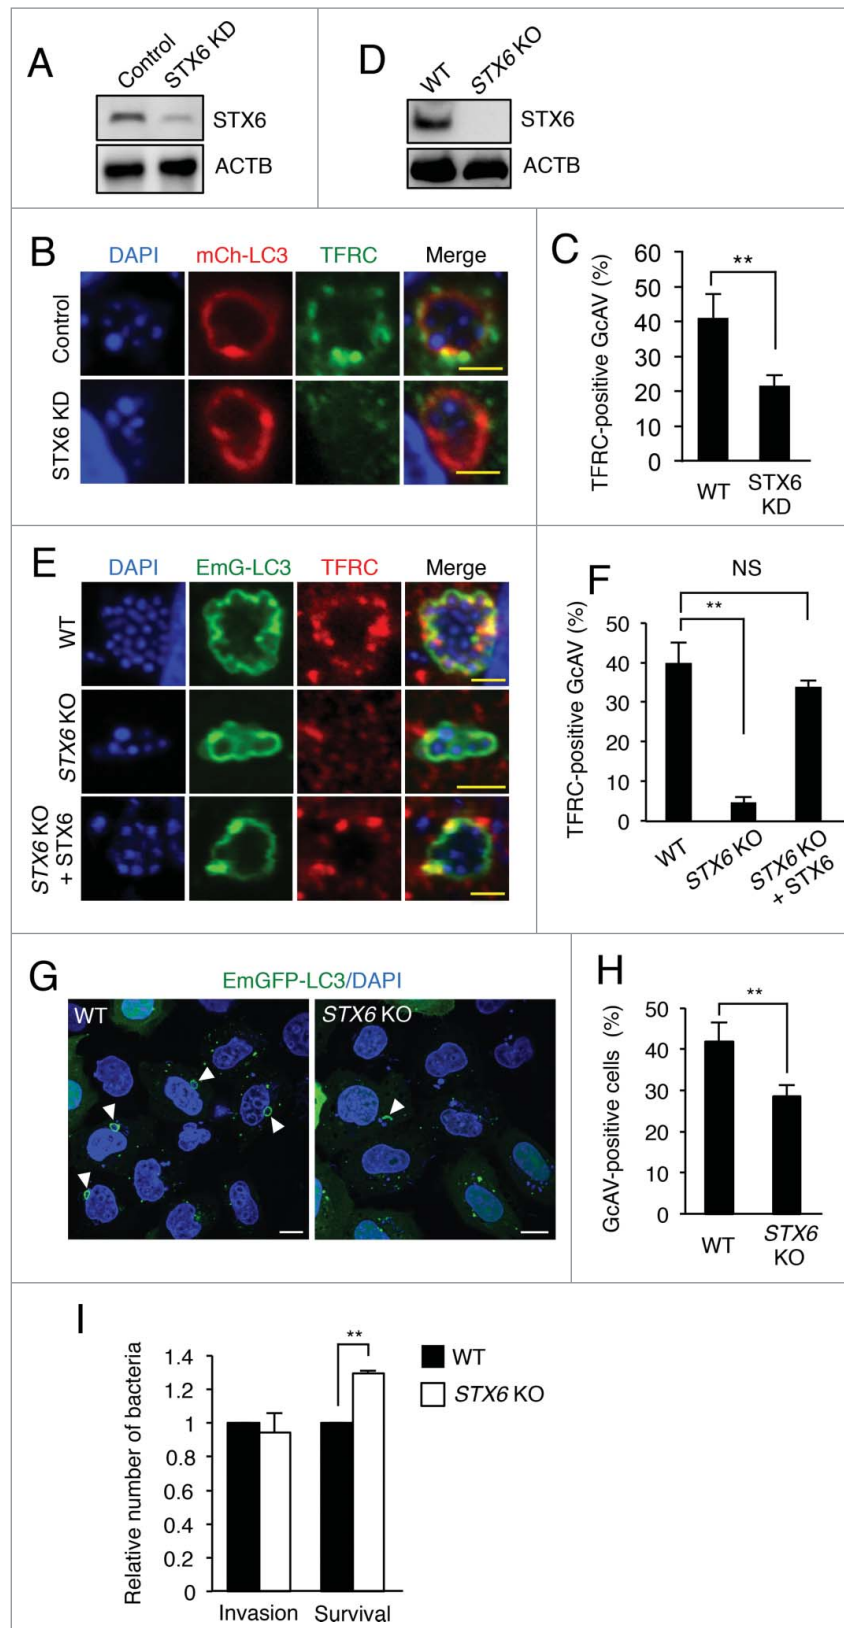 A
Control
STX6 KD
STX6
ACTB
D
WT
STX6 KO
STX6
ACTB
B
DAPI
mCh-LC3
TFRC
Merge
Control
STX6 KD
C
TFRC-positive GcAV (%)
60
50
40
30
20
10
0
**
WT
STX6
KD
E
DAPI
EmG-LC3
TFRC
Merge
WT
STX6 KO
STX6 KO
+ STX6
F
TFRC-positive GcAV (%)
50
40
30
20
10
0
NS
**
WT
STX6 KO
STX6 KO
+ STX6
G
EmGFP-LC3/DAPI
WT
STX6 KO
H
GcAV-positive cells (%)
50
40
30
20
10
0
**
WT
STX6
KO
I
Relative number of bacteria
1.4
1.2
1
0.8
0.6
0.4
0.2
0
**
Invasion
Survival
WT
STX6 KO